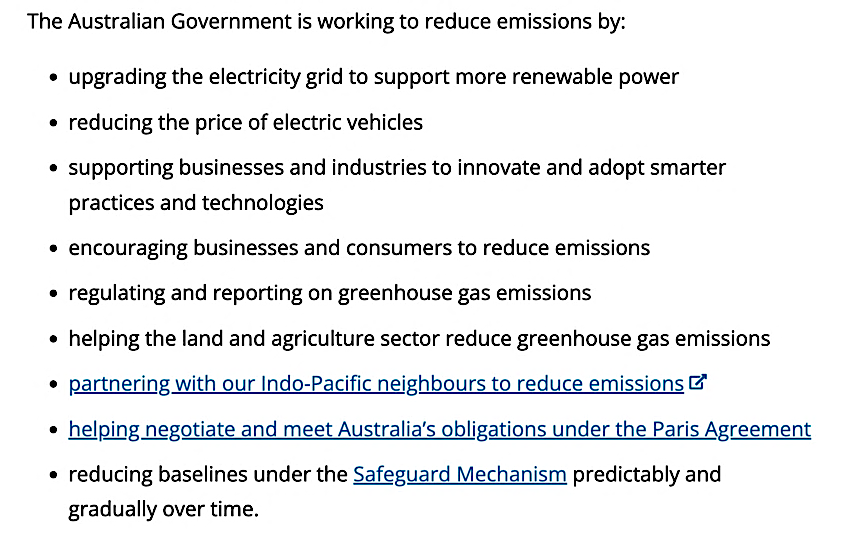 The Australian Government is working to reduce emissions by:
• upgrading the electricity grid to support more renewable power
• reducing the price of electric vehicles
• supporting businesses and industries to innovate and adopt smarter
practices and technologies
• encouraging businesses and consumers to reduce emissions
• regulating and reporting on greenhouse gas emissions
• helping the land and agriculture sector reduce greenhouse gas emissions
• partnering with our Indo-Pacific neighbours to reduce emissions
• helping negotiate and meet Australia’s obligations under the Paris Agreement
• reducing baselines under the Safeguard Mechanism predictably and
gradually over time.